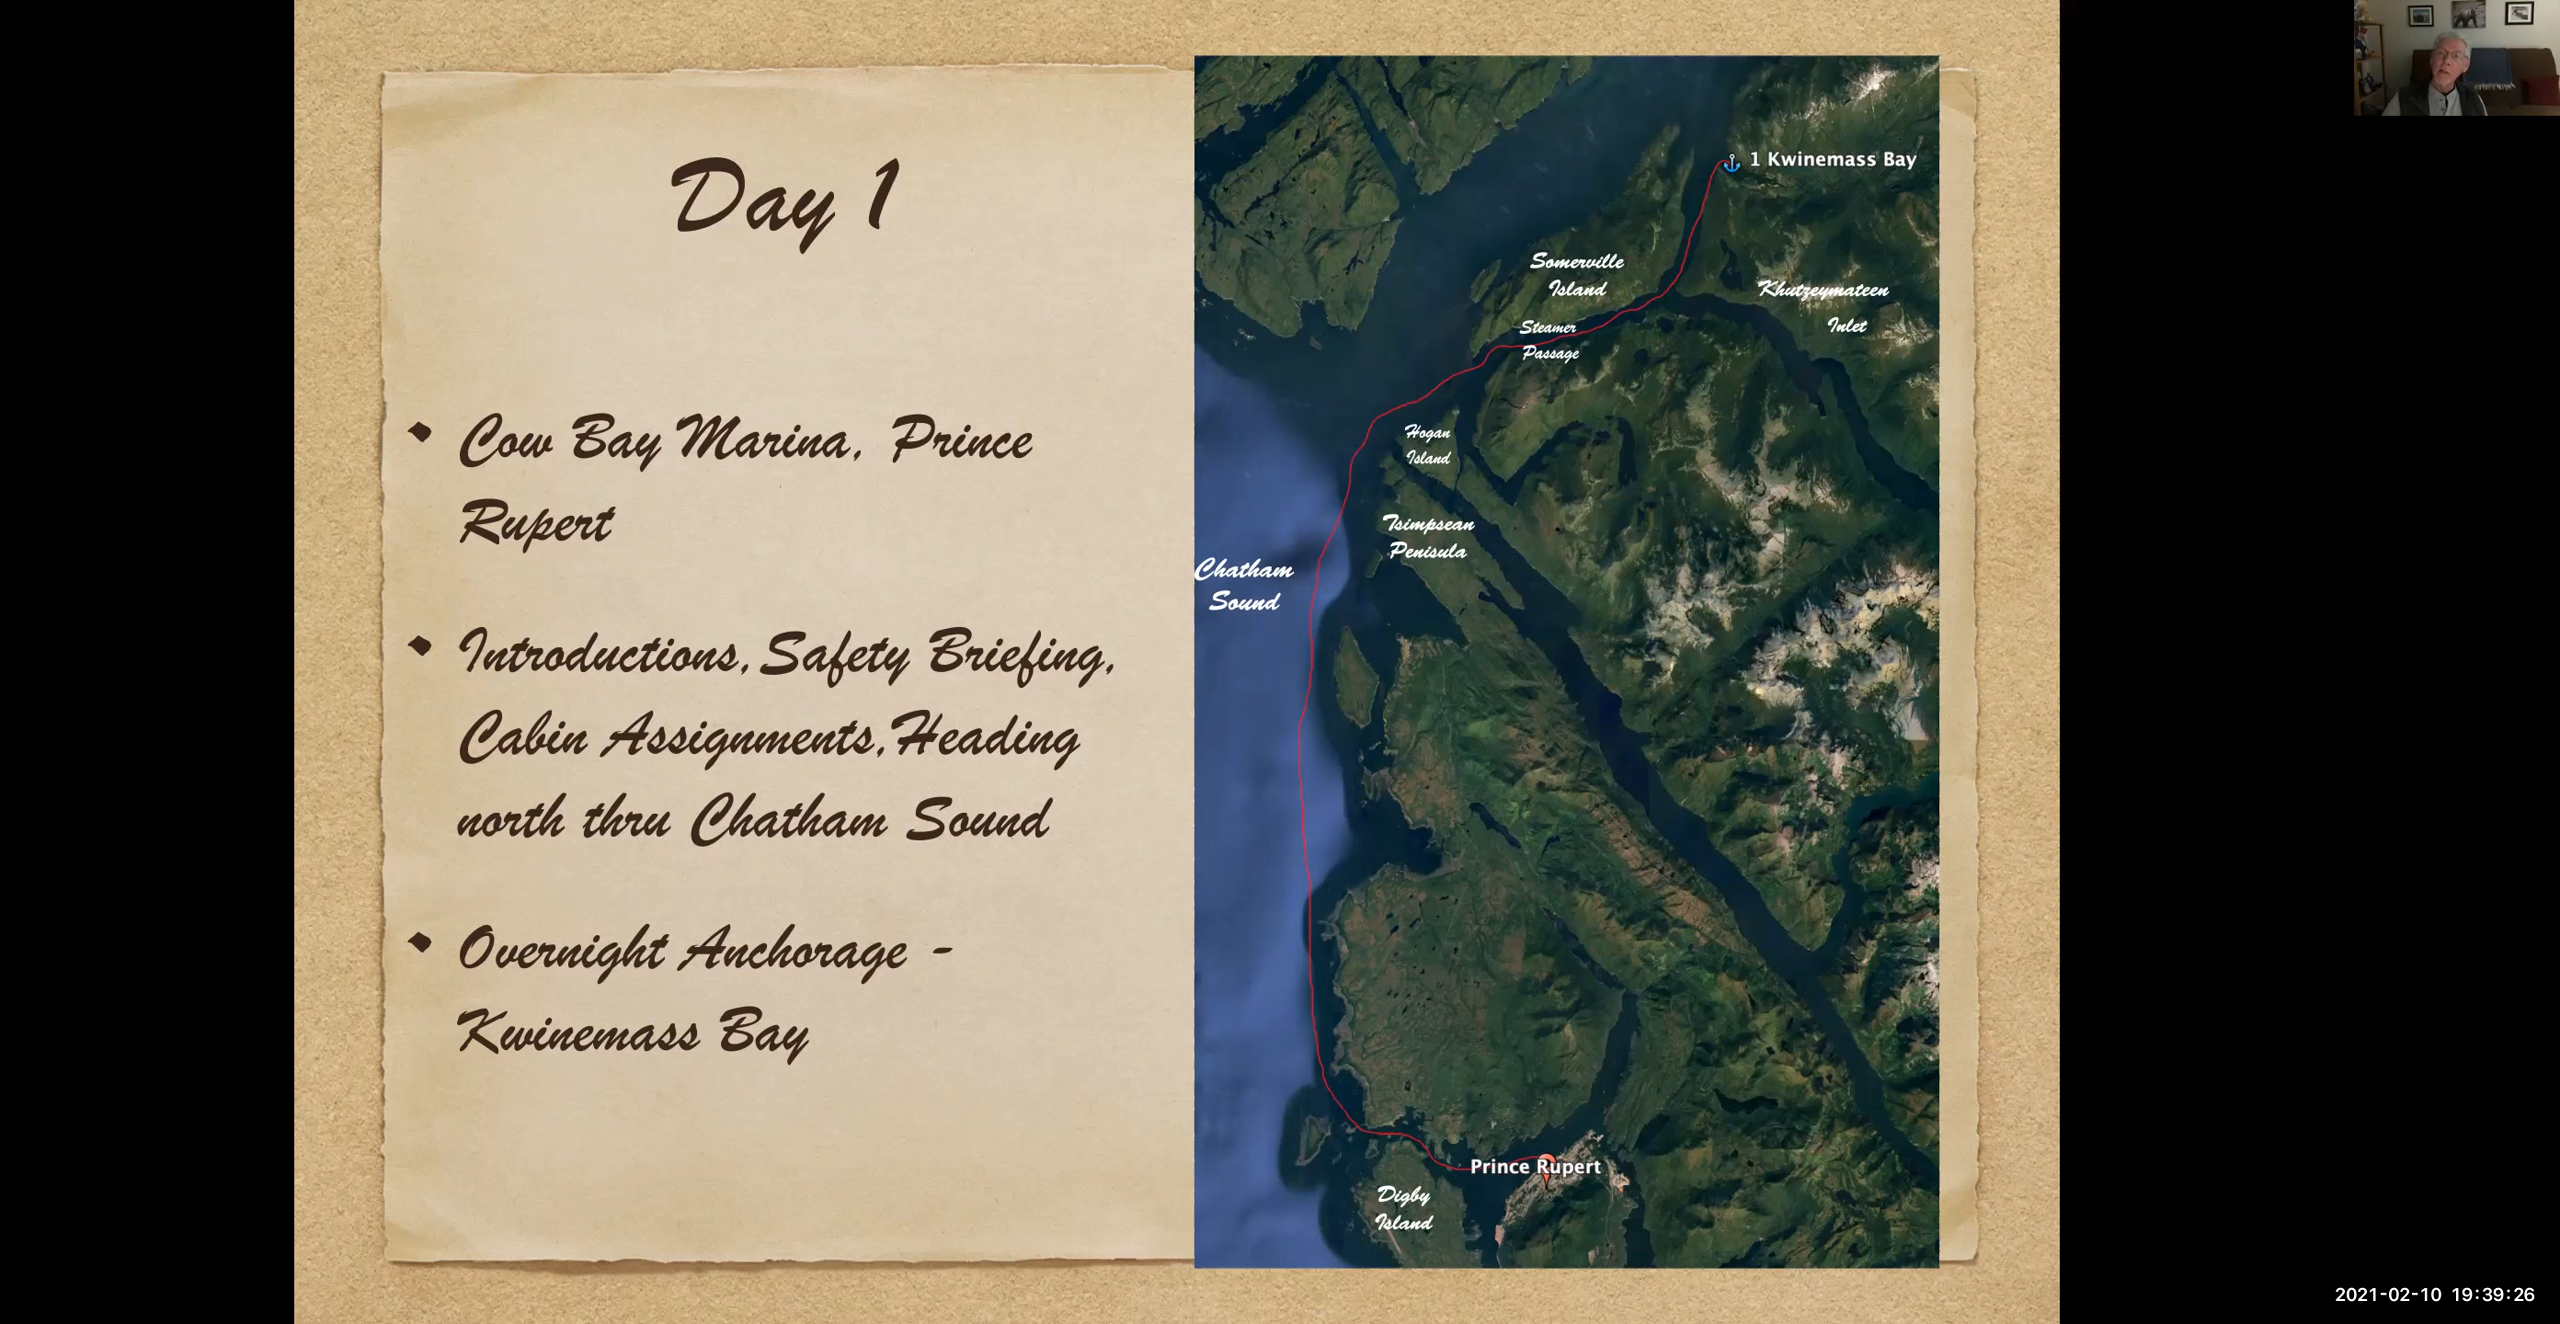 Day 1
• Cow Bay Marina, Prince
Rupert
• Introductions, Safety Briefing,
Cabin Assignments, Heading
north thru Chatham Sound
• Overnight Anchorage -
Kwinemass Bay
1 Kwinemass Bay
Somerville
Island
Khutzeymateen
Inlet
Steamer
Passage
Hogan
Island
Tsimpsean
Penisula
Chatham
Sound
Prince Rupert
Digby
Island
2021-02-10 19:39:26